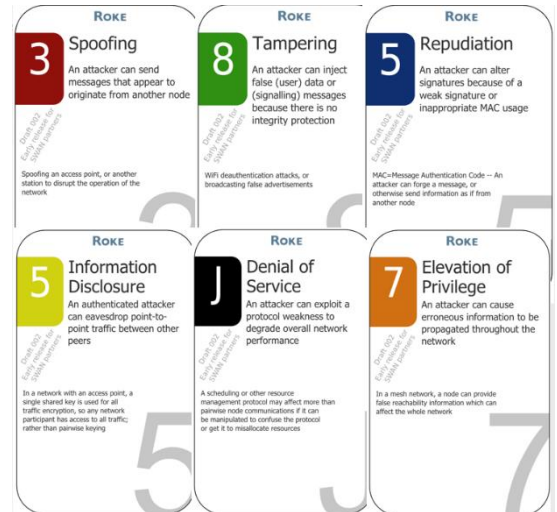 ROKE
3
Spoofing
An attacker can send
messages that appear to
originate from another node
Draft 002
Early release for
SWAN partners
Spoofing an access point, or another
station to disrupt the operation of the
network
ROKE
8
Tampering
An attacker can inject
false (user) data or
(signalling) messages
because there is no
integrity protection
Draft 002
Early release for
SWAN partners
WiFi deauthentication attacks, or
broadcasting false advertisements
ROKE
5
Repudiation
An attacker can alter
signatures because of a
weak signature or
inappropriate MAC usage
Draft 002
Early release for
SWAN partners
MAC=Message Authentication Code -- An
attacker can forge a message, or
otherwise send information as if from
another node
ROKE
5
Information
Disclosure
An authenticated attacker
can eavesdrop point-to-
point traffic between other
peers
Draft 002
Early release for
SWAN partners
In a network with an access point, a
single shared key is used for all
traffic encryption, so any network
participant has access to all traffic;
rather than pairwise keying
5
ROKE
J
Denial of
Service
An attacker can exploit a
protocol weakness to
degrade overall network
performance
Draft 002
Early release for
SWAN partners
A scheduling or other resource
management protocol may affect more than
pairwise node communications if it can
be manipulated to confuse the protocol
or get it to misallocate resources
J
ROKE
7
Elevation of
Privilege
An attacker can cause
erroneous information to be
propagated throughout the
network
Draft 002
Early release for
SWAN partners
In a mesh network, a node can provide
false reachability information which can
affect the whole network
7